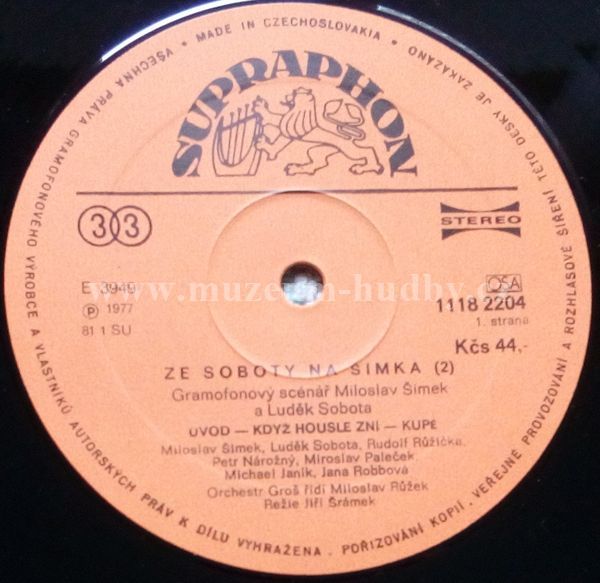 VŠECHNA PRÁVA GRAMOFONOVÉHO VÝROBCE A VLASTNÍKŮ AUTORSKÝCH PRÁV K DÍLU VYHRAŽENA . POŘIZOVÁNÍ KOPIÍ . VEŘEJNÉ PROVOZOVÁNÍ A ROZHLASOVÉ ŠÍŘENÍ TÉTO DESKY JE ZAKÁZÁNO
• MADE IN CZECHOSLOVAKIA •
SUPRAPHON
33
STEREO
E 3949
℗ 1977
81 1 SU
www.muzeum-hudby.c
OSA
1118 2204
1. strana
Kčs 44,-
ZE SOBOTY NA ŠIMKA (2)
Gramofonový scénář Miloslav Šimek
a Luděk Sobota
ÚVOD — KDYŽ HOUSLE ZNÍ — KUPÉ
Miloslav Šimek, Luděk Sobota, Rudolf Růžička,
Petr Nárožný, Miroslav Paleček,
Michael Janík, Jana Robbová
Orchestr Groš řídí Miloslav Růžek
Režie Jiří Šrámek